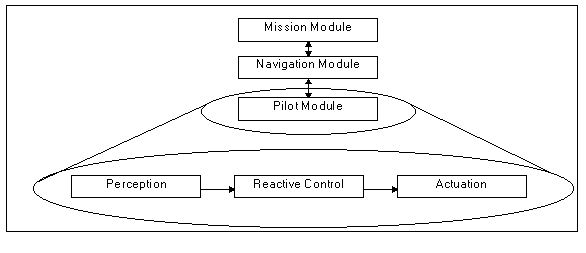 Mission Module
Navigation Module
Pilot Module
Perception
Reactive Control
Actuation